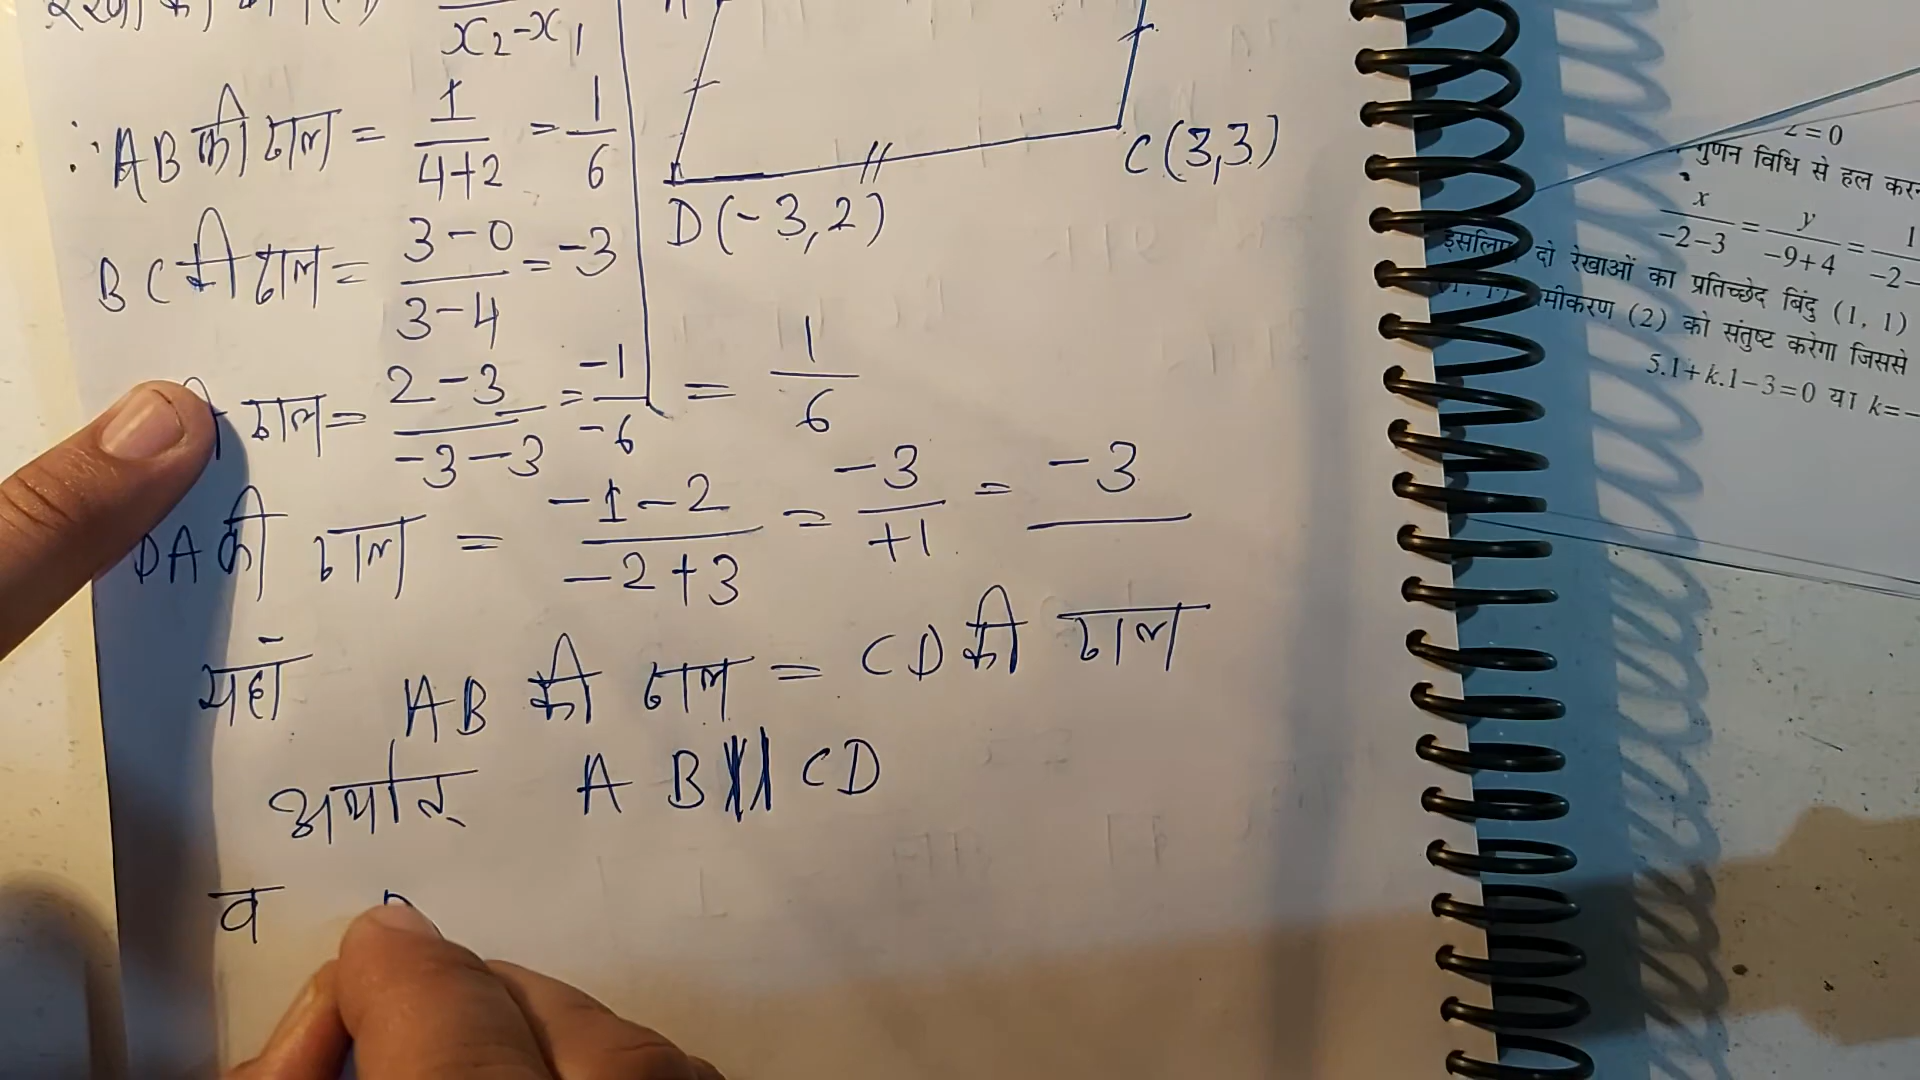 x₂-x₁
∴ AB की ढाल = 1/(4+2) = 1/6
C(3,3)
D(-3,2)
BC की ढाल = (3-0)/(3-4) = -3
ी ढाल = (2-3)/(-3-3) = -1/-6 = 1/6
DA की ढाल = (-1-2)/(-2+3) = -3/+1 = -3
यहां AB की ढाल = CD की ढाल
अर्थात् AB || CD
व
2=0
गुणन विधि से हल कर
x/(-2-3) = y/(-9+4) = 1/(-2-
इसलिए दो रेखाओं का प्रतिच्छेद बिंदु (1, 1)
समीकरण (2) को संतुष्ट करेगा जिससे
5.1+k.1-3=0 या k=-